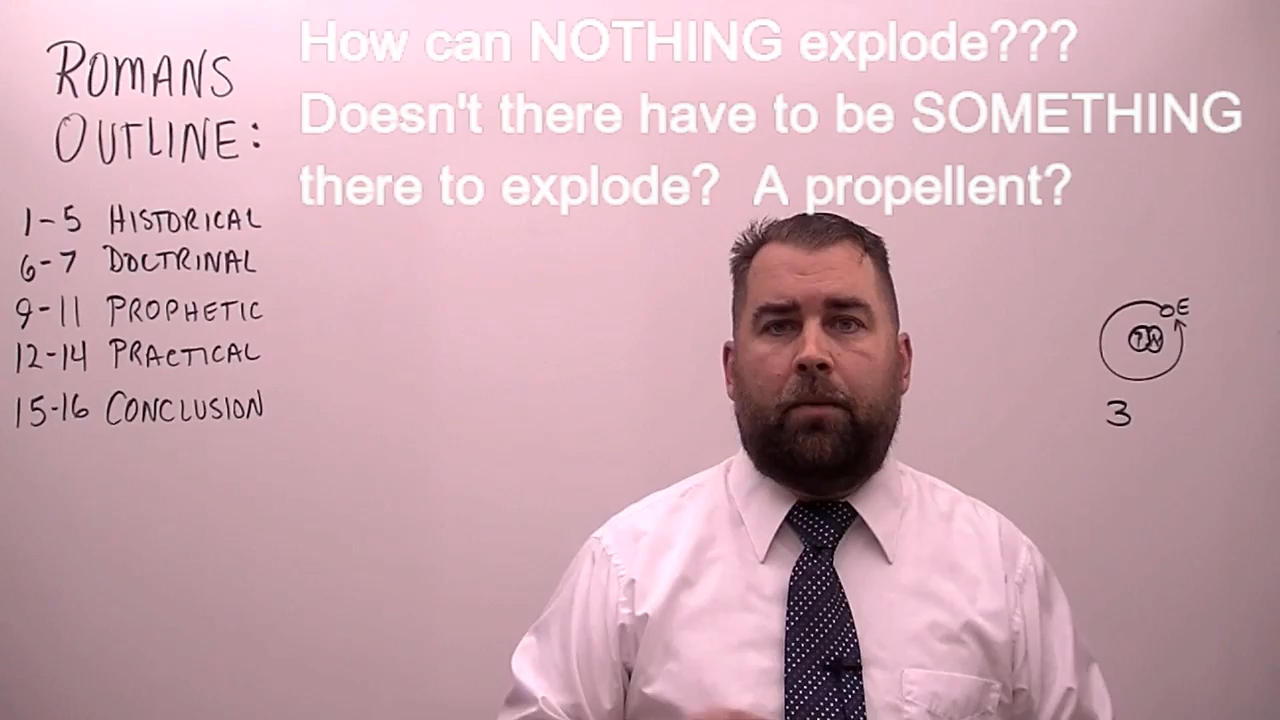 How can NOTHING explode???
Doesn't there have to be SOMETHING
there to explode? A propellent?
ROMANS
OUTLINE:
1-5 HISTORICAL
6-7 DOCTRINAL
9-11 PROPHETIC
12-14 PRACTICAL
15-16 CONCLUSION
E
P N
3